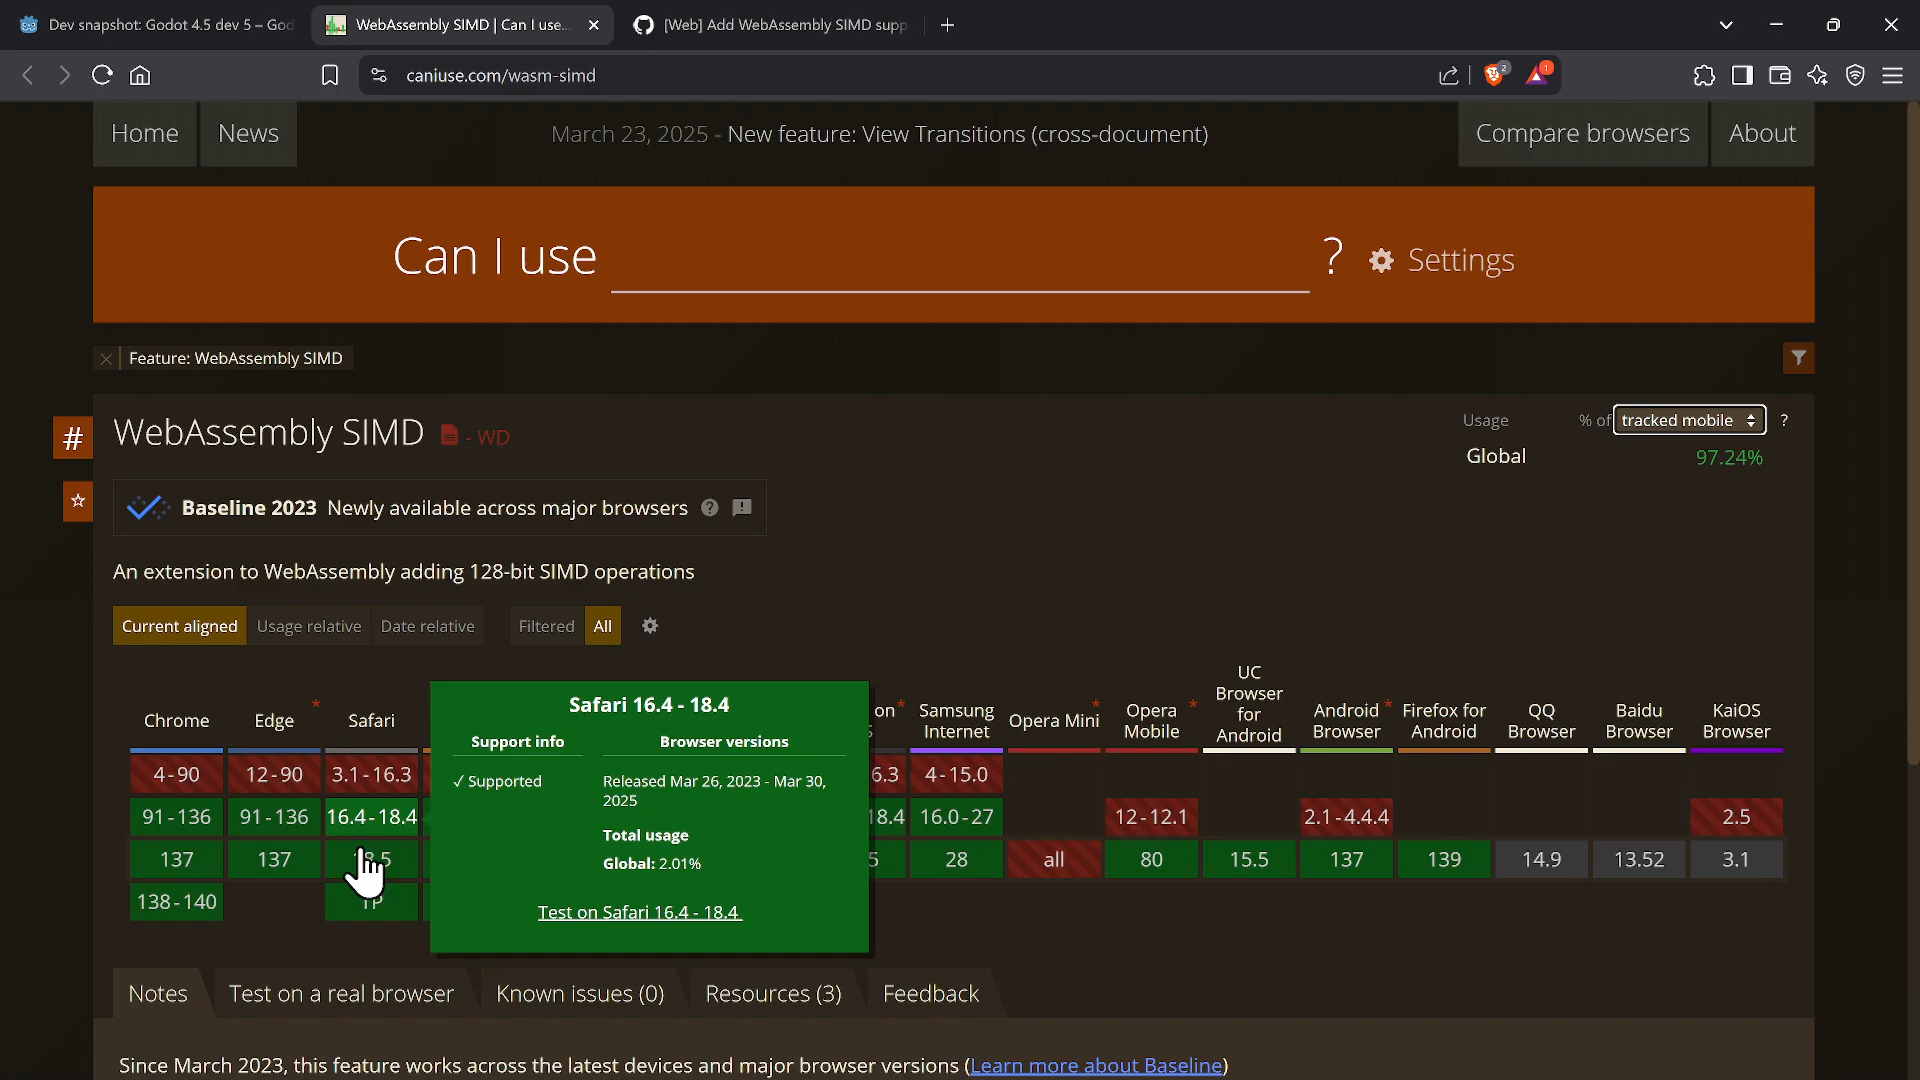 Dev snapshot: Godot 4.5 dev 5 – God
WebAssembly SIMD | Can I use...
[Web] Add WebAssembly SIMD supp
caniuse.com/wasm-simd
2
1
Home
News
March 23, 2025 - New feature: View Transitions (cross-document)
Compare browsers
About
Can I use
?
Settings
Feature: WebAssembly SIMD
#
WebAssembly SIMD
- WD
Usage
% of
tracked mobile
?
Global
97.24%
Baseline 2023 Newly available across major browsers
An extension to WebAssembly adding 128-bit SIMD operations
Current aligned
Usage relative
Date relative
Filtered
All
Chrome
Edge *
Safari
on*
Samsung Internet
Opera Mini *
Opera Mobile *
UC Browser for Android
Android Browser *
Firefox for Android
QQ Browser
Baidu Browser
KaiOS Browser
4-90
12-90
3.1-16.3
6.3
4-15.0
91-136
91-136
16.4-18.4
18.4
16.0-27
12-12.1
2.1-4.4.4
2.5
137
137
5
28
all
80
15.5
137
139
14.9
13.52
3.1
138-140
TP
Safari 16.4 - 18.4
Support info
Browser versions
✓ Supported
Released Mar 26, 2023 - Mar 30,
2025
Total usage
Global: 2.01%
Test on Safari 16.4 - 18.4
Notes
Test on a real browser
Known issues (0)
Resources (3)
Feedback
Since March 2023, this feature works across the latest devices and major browser versions (Learn more about Baseline)